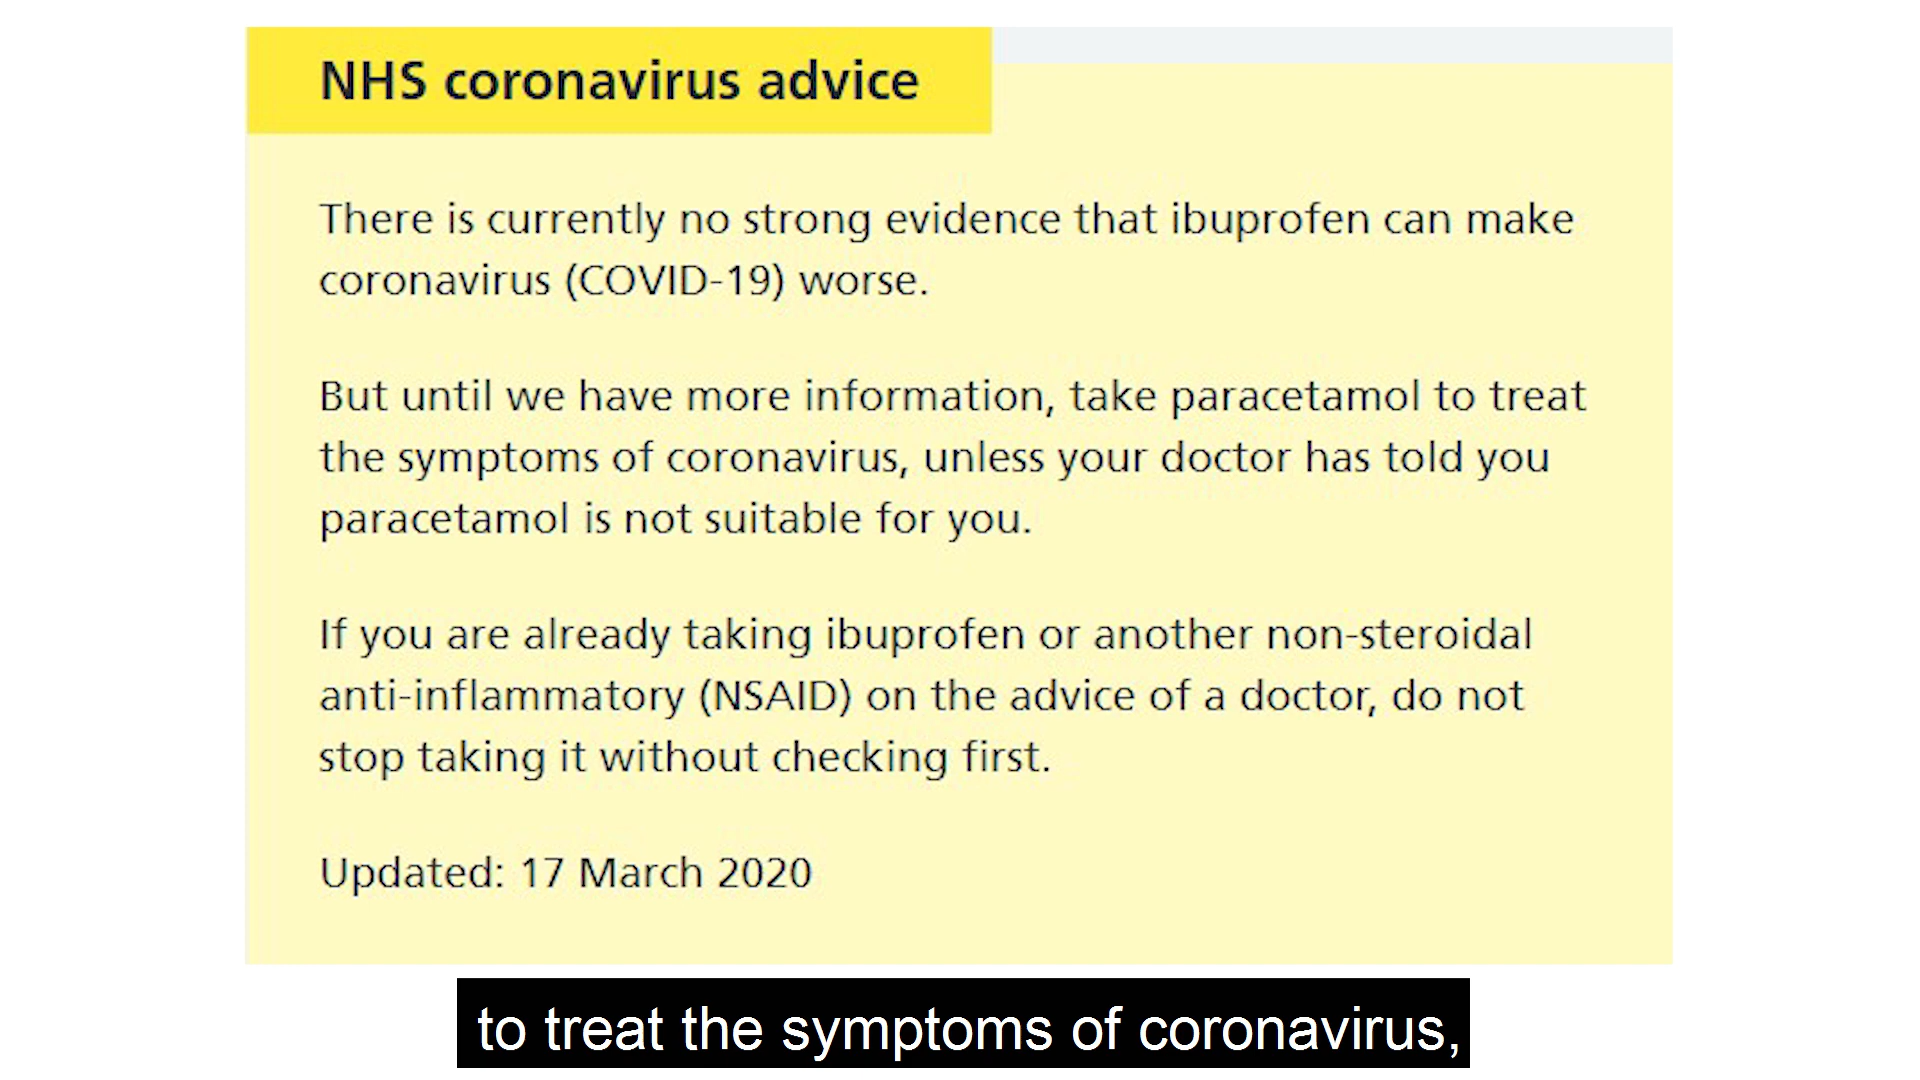 NHS coronavirus advice
There is currently no strong evidence that ibuprofen can make
coronavirus (COVID-19) worse.
But until we have more information, take paracetamol to treat
the symptoms of coronavirus, unless your doctor has told you
paracetamol is not suitable for you.
If you are already taking ibuprofen or another non-steroidal
anti-inflammatory (NSAID) on the advice of a doctor, do not
stop taking it without checking first.
Updated: 17 March 2020
to treat the symptoms of coronavirus,